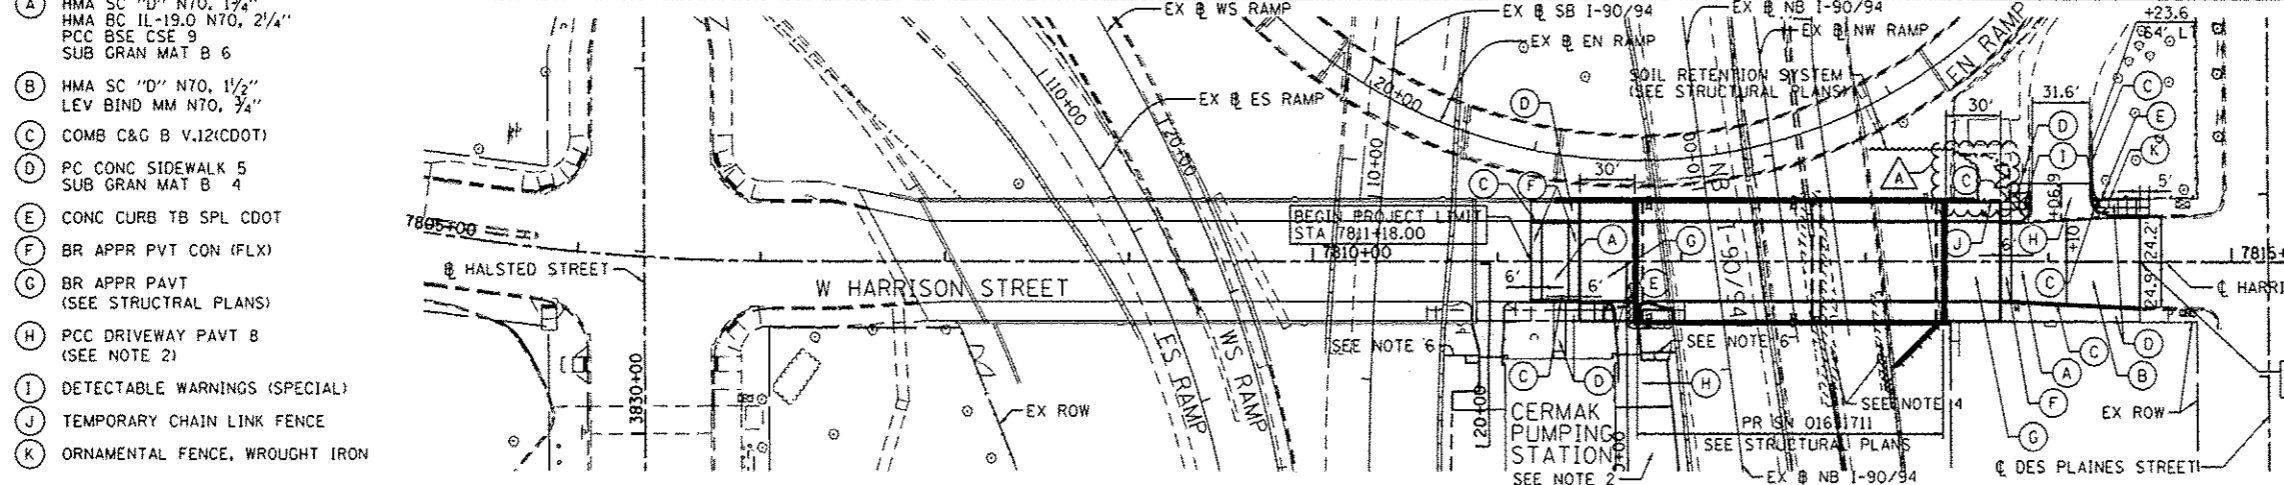 A HMA SC "D" N70, 1¾"
HMA BC IL-19.0 N70, 2¼"
PCC BSE CSE 9
SUB GRAN MAT B 6
B HMA SC "D" N70, 1½"
LEV BIND MM N70, ¾"
C COMB C&G B V.12(CDOT)
D PC CONC SIDEWALK 5
SUB GRAN MAT B 4
E CONC CURB TB SPL CDOT
F BR APPR PVT CON (FLX)
G BR APPR PAVT
(SEE STRUCTRAL PLANS)
H PCC DRIVEWAY PAVT 8
(SEE NOTE 2)
I DETECTABLE WARNINGS (SPECIAL)
J TEMPORARY CHAIN LINK FENCE
K ORNAMENTAL FENCE, WROUGHT IRON
7805+00
℄ HALSTED STREET
3830+00
W HARRISON STREET
EX ROW
110+00
120+00
EX ℄ WS RAMP
EX ℄ ES RAMP
ES RAMP
WS RAMP
EX ℄ SB I-90/94
EX ℄ EN RAMP
EX ℄ NB I-90/94
EX ℄ NW RAMP
EN RAMP
120+00
110+00
SOIL RETENTION SYSTEM
(SEE STRUCTURAL PLANS)
+23.6
64' LT
30'
31.6'
D
C
E
D
I
K
A
C
5'
30'
C
F
BEGIN PROJECT LIMIT
STA 7811+18.00
7810+00
A
G
NB I-90/94
J
6'
H
+06.9
+10
C
24.2'
24.9'
7815+
℄ HARRI
6'
6'
E
SEE NOTE 6
SEE NOTE 6
C
D
H
120+00
CERMAK
PUMPING
STATION
SEE NOTE 2
SEE NOTE 4
PR SN 016-1711
SEE STRUCTURAL PLANS
EX ℄ NB I-90/94
C
D
A
B
F
G
EX ROW
℄ DES PLAINES STREET